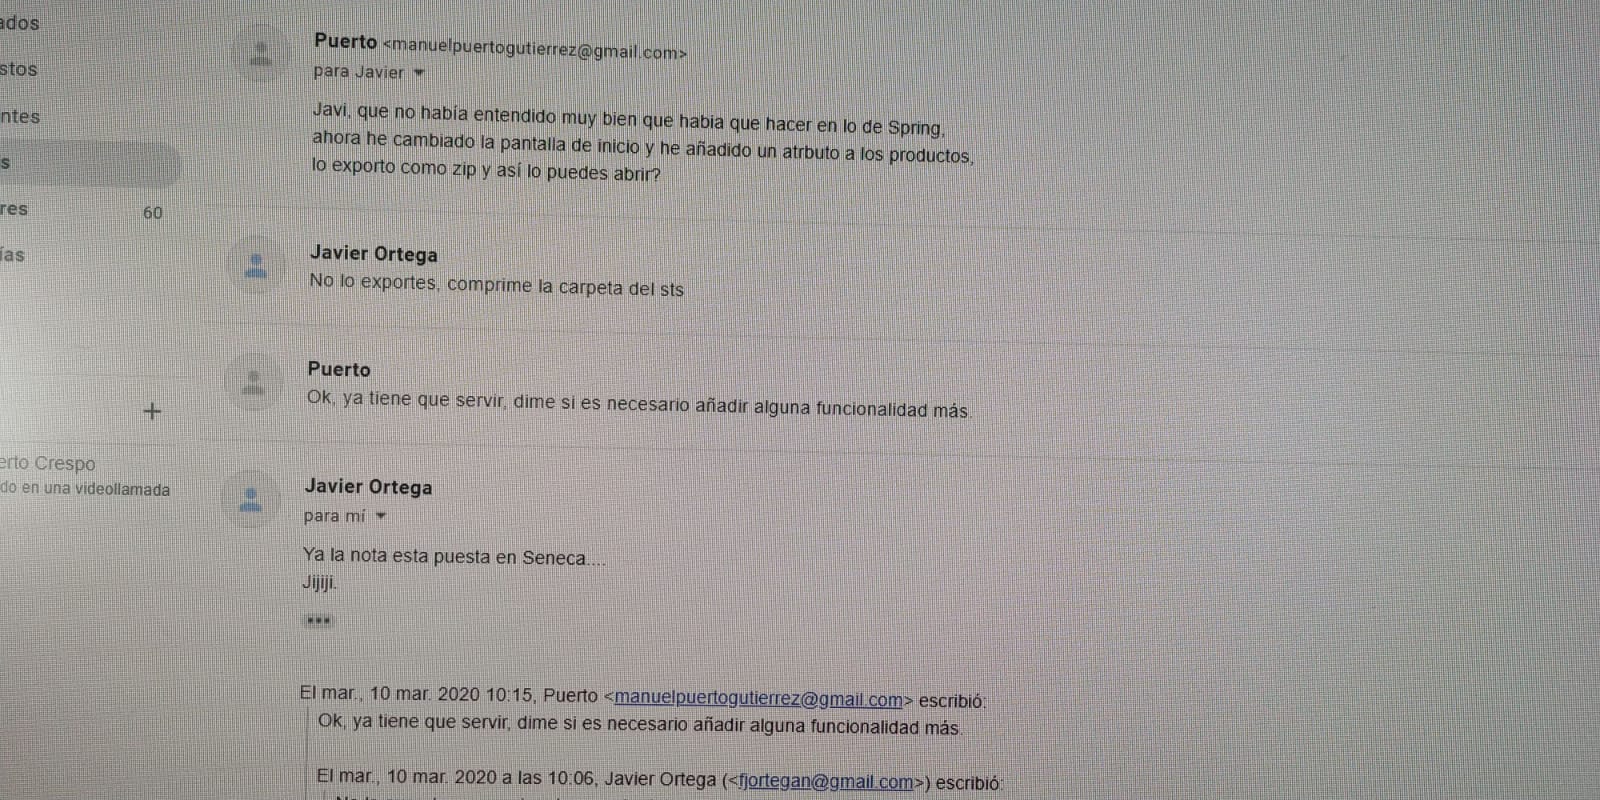 ados
stos
ntes
s
res 60
ías
erto Crespo
do en una videollamada
Puerto <manuelpuertogutierrez@gmail.com>
para Javier
Javi, que no había entendido muy bien que habia que hacer en lo de Spring,
ahora he cambiado la pantalla de inicio y he añadido un atrbuto a los productos,
lo exporto como zip y así lo puedes abrir?
Javier Ortega
No lo exportes, comprime la carpeta del sts
Puerto
Ok, ya tiene que servir, dime si es necesario añadir alguna funcionalidad más.
Javier Ortega
para mí
Ya la nota esta puesta en Seneca....
Jijiji.
El mar., 10 mar. 2020 10:15, Puerto <manuelpuertogutierrez@gmail.com> escribió:
Ok, ya tiene que servir, dime si es necesario añadir alguna funcionalidad más.
El mar., 10 mar. 2020 a las 10:06, Javier Ortega (<fjortegan@gmail.com>) escribió: